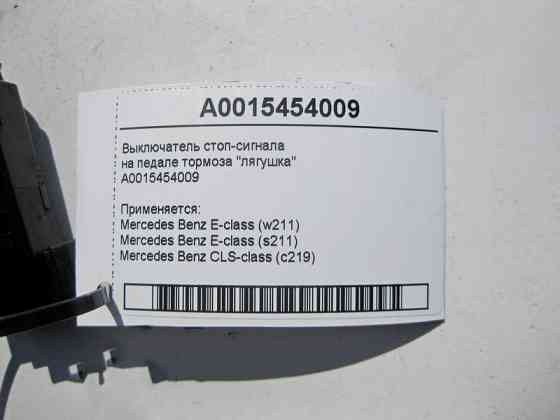 A0015454009
Выключатель стоп-сигнала
на педале тормоза "лягушка"
A0015454009
Применяется:
Mercedes Benz E-class (w211)
Mercedes Benz E-class (s211)
Mercedes Benz CLS-class (c219)